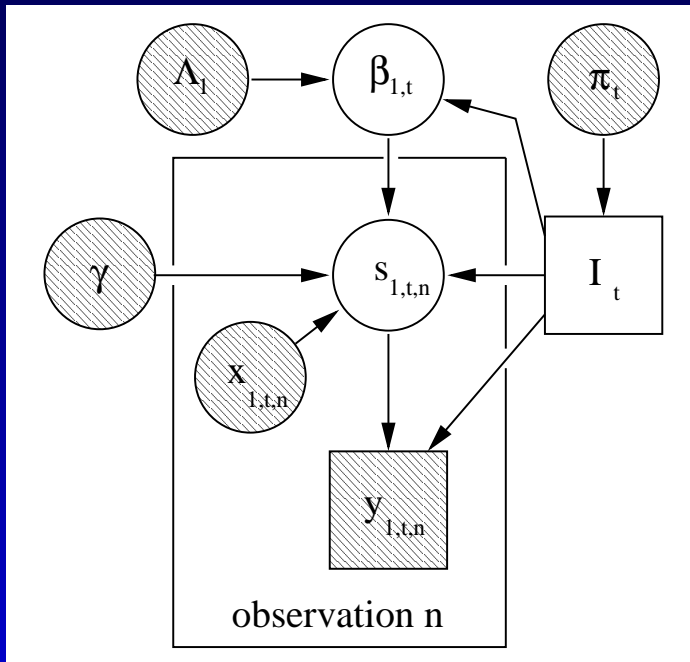 Λ₁
β₁,ₜ
πₜ
γ
s₁,ₜ,ₙ
Iₜ
x₁,ₜ,ₙ
y₁,ₜ,ₙ
observation n